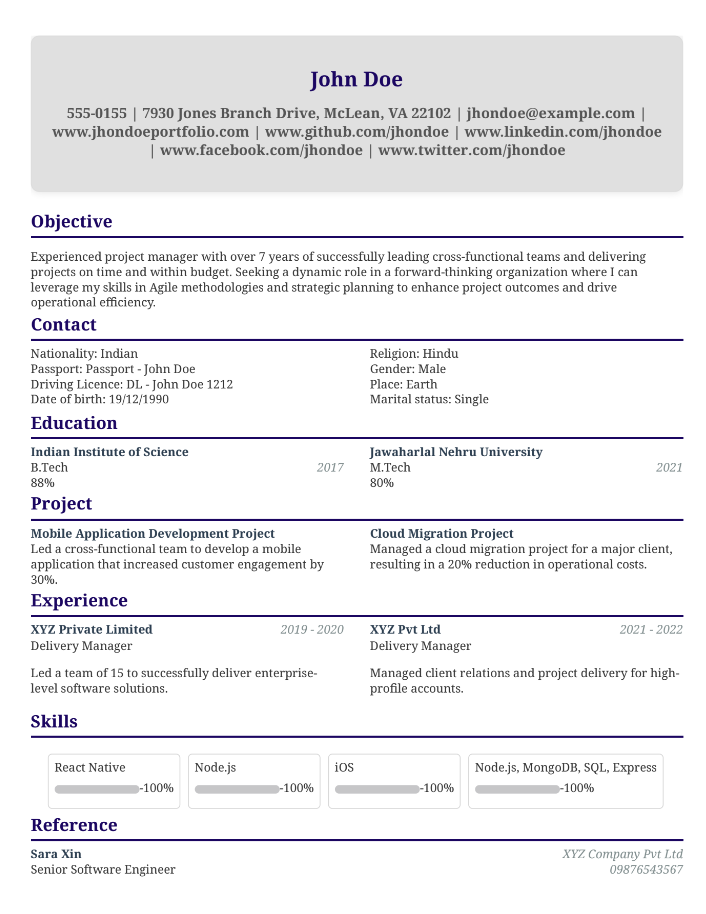 John Doe
555-0155 | 7930 Jones Branch Drive, McLean, VA 22102 | jhondoe@example.com |
www.jhondoeportfolio.com | www.github.com/jhondoe | www.linkedin.com/jhondoe
| www.facebook.com/jhondoe | www.twitter.com/jhondoe
Objective
Experienced project manager with over 7 years of successfully leading cross-functional teams and delivering
projects on time and within budget. Seeking a dynamic role in a forward-thinking organization where I can
leverage my skills in Agile methodologies and strategic planning to enhance project outcomes and drive
operational efficiency.
Contact
Nationality: Indian
Passport: Passport - John Doe
Driving Licence: DL - John Doe 1212
Date of birth: 19/12/1990
Religion: Hindu
Gender: Male
Place: Earth
Marital status: Single
Education
Indian Institute of Science
B.Tech 2017
88%
Jawaharlal Nehru University
M.Tech 2021
80%
Project
Mobile Application Development Project
Led a cross-functional team to develop a mobile
application that increased customer engagement by
30%.
Cloud Migration Project
Managed a cloud migration project for a major client,
resulting in a 20% reduction in operational costs.
Experience
XYZ Private Limited 2019 - 2020
Delivery Manager
Led a team of 15 to successfully deliver enterprise-
level software solutions.
XYZ Pvt Ltd 2021 - 2022
Delivery Manager
Managed client relations and project delivery for high-
profile accounts.
Skills
React Native
-100%
Node.js
-100%
iOS
-100%
Node.js, MongoDB, SQL, Express
-100%
Reference
Sara Xin XYZ Company Pvt Ltd
Senior Software Engineer 09876543567